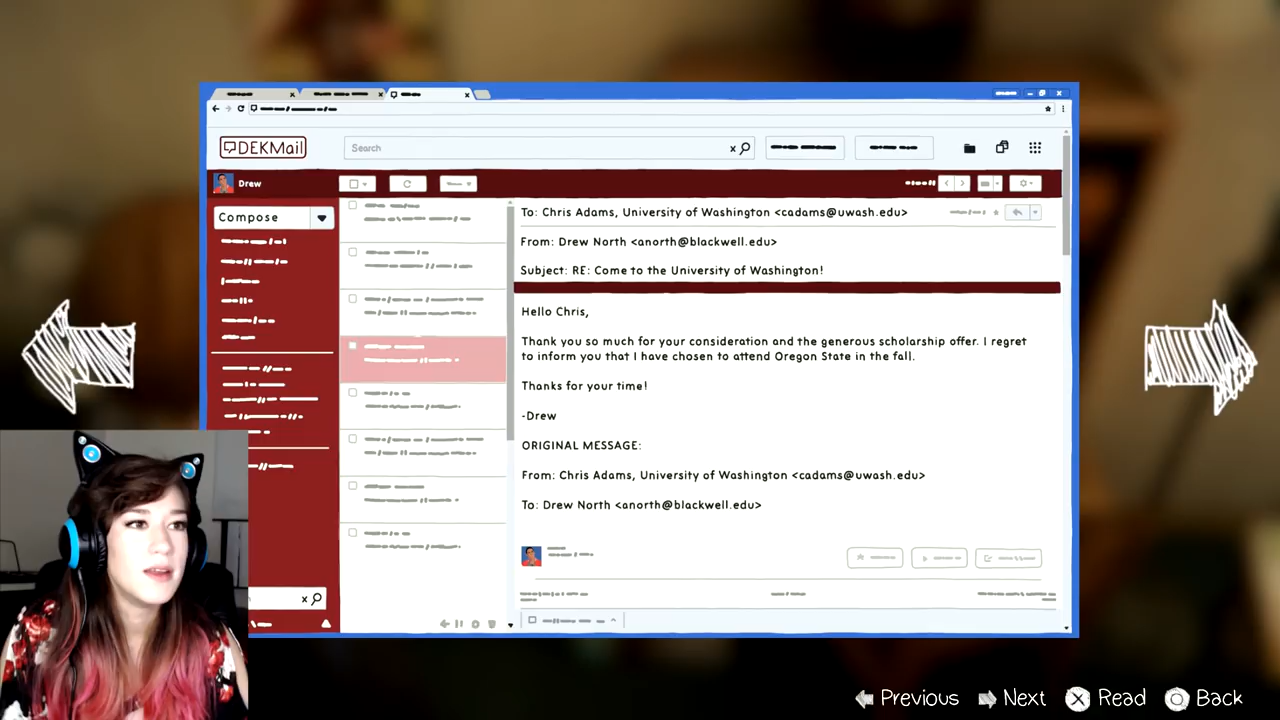 DEKMail
Search
Drew
Compose
To: Chris Adams, University of Washington <cadams@uwash.edu>
From: Drew North <anorth@blackwell.edu>
Subject: RE: Come to the University of Washington!
Hello Chris,
Thank you so much for your consideration and the generous scholarship offer. I regret
to inform you that I have chosen to attend Oregon State in the fall.
Thanks for your time!
-Drew
ORIGINAL MESSAGE:
From: Chris Adams, University of Washington <cadams@uwash.edu>
To: Drew North <anorth@blackwell.edu>
Previous Next Read Back